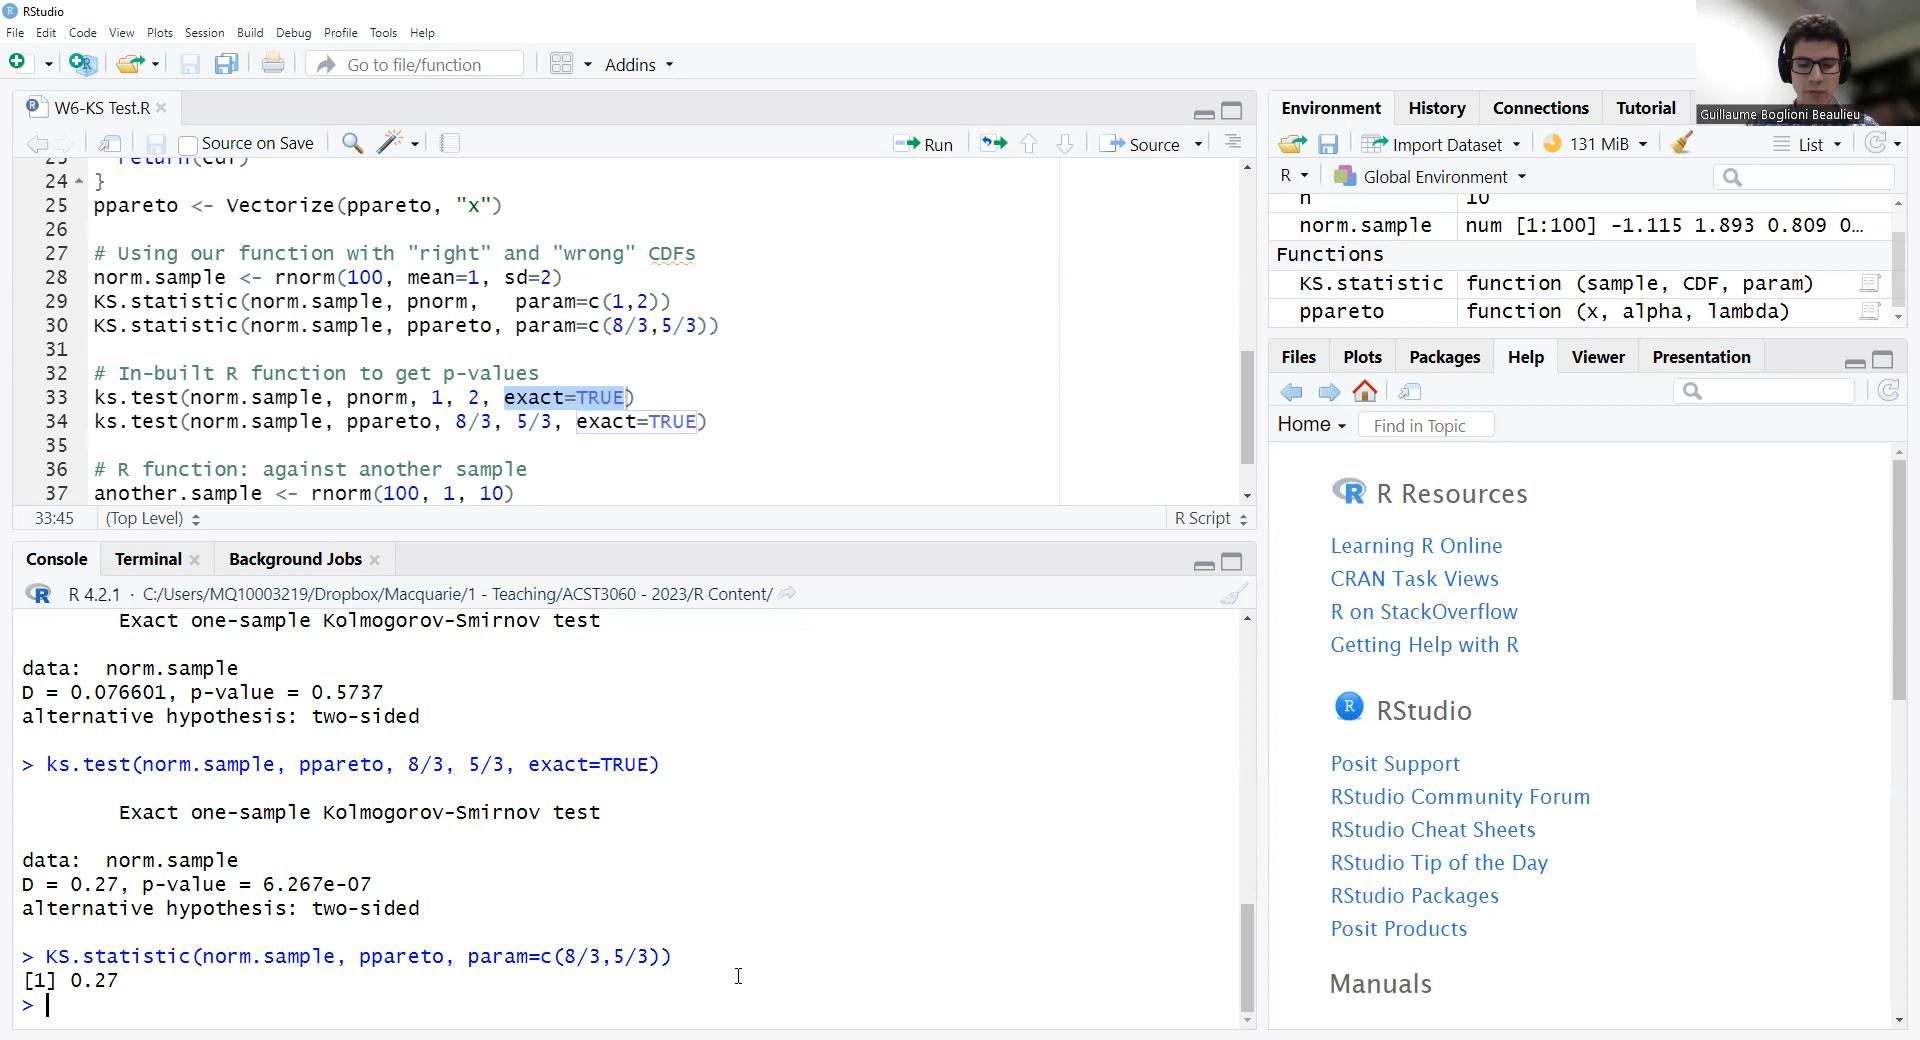 RStudio
File Edit Code View Plots Session Build Debug Profile Tools Help
Go to file/function Addins
W6-KS Test.R
Source on Save Run Source
23 return(cdf)
24 }
25 ppareto <- Vectorize(ppareto, "x")
26
27 # Using our function with "right" and "wrong" CDFs
28 norm.sample <- rnorm(100, mean=1, sd=2)
29 KS.statistic(norm.sample, pnorm,   param=c(1,2))
30 KS.statistic(norm.sample, ppareto, param=c(8/3,5/3))
31
32 # In-built R function to get p-values
33 ks.test(norm.sample, pnorm, 1, 2, exact=TRUE)
34 ks.test(norm.sample, ppareto, 8/3, 5/3, exact=TRUE)
35
36 # R function: against another sample
37 another.sample <- rnorm(100, 1, 10)
33:45 (Top Level) R Script
Console Terminal Background Jobs
R 4.2.1 · C:/Users/MQ10003219/Dropbox/Macquarie/1 - Teaching/ACST3060 - 2023/R Content/
Exact one-sample Kolmogorov-Smirnov test
data:  norm.sample
D = 0.076601, p-value = 0.5737
alternative hypothesis: two-sided
> ks.test(norm.sample, ppareto, 8/3, 5/3, exact=TRUE)
Exact one-sample Kolmogorov-Smirnov test
data:  norm.sample
D = 0.27, p-value = 6.267e-07
alternative hypothesis: two-sided
> KS.statistic(norm.sample, ppareto, param=c(8/3,5/3))
[1] 0.27
>
Guillaume Boglioni Beaulieu
Environment History Connections Tutorial
Import Dataset 131 MiB List
R Global Environment
n 10
norm.sample num [1:100] -1.115 1.893 0.809 0...
Functions
KS.statistic function (sample, CDF, param)
ppareto function (x, alpha, lambda)
Files Plots Packages Help Viewer Presentation
Home Find in Topic
R Resources
Learning R Online
CRAN Task Views
R on StackOverflow
Getting Help with R
RStudio
Posit Support
RStudio Community Forum
RStudio Cheat Sheets
RStudio Tip of the Day
RStudio Packages
Posit Products
Manuals